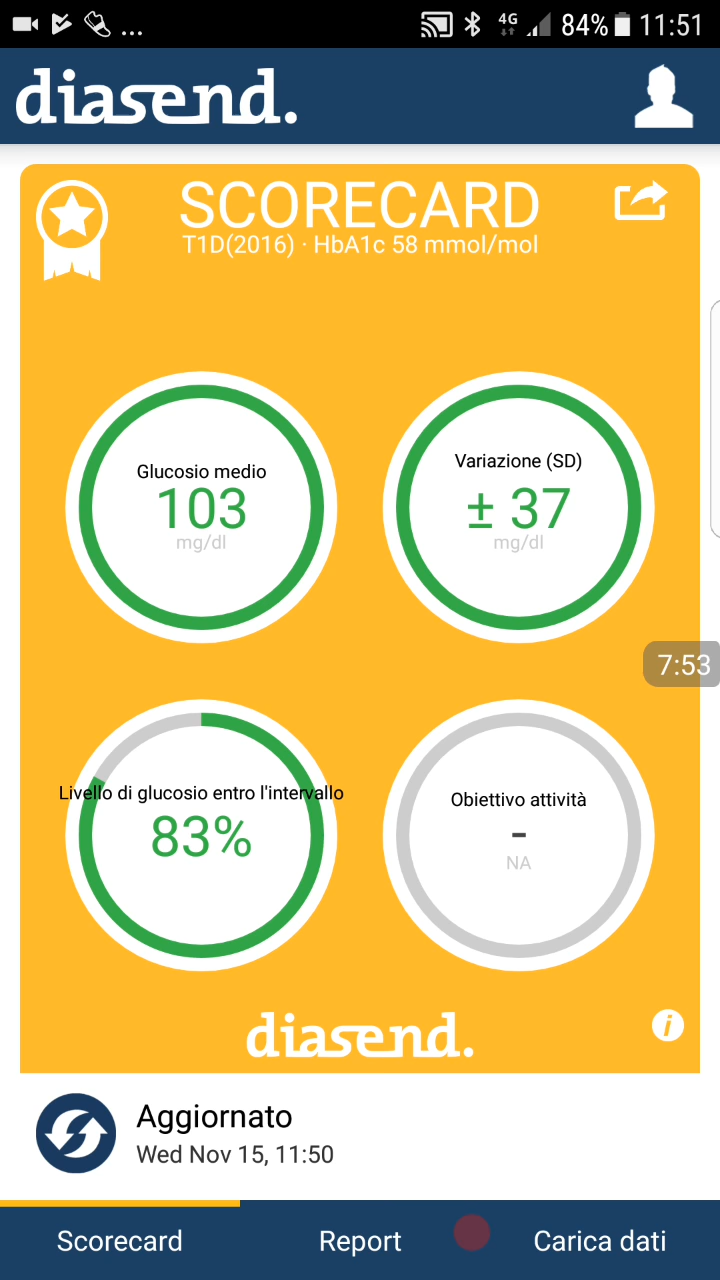 ... 4G 84% 11:51
diasend.
SCORECARD
T1D(2016) · HbA1c 58 mmol/mol
Glucosio medio
103
mg/dl
Variazione (SD)
± 37
mg/dl
7:53
Livello di glucosio entro l'intervallo
83%
Obiettivo attività
-
NA
diasend.
i
Aggiornato
Wed Nov 15, 11:50
Scorecard Report Carica dati